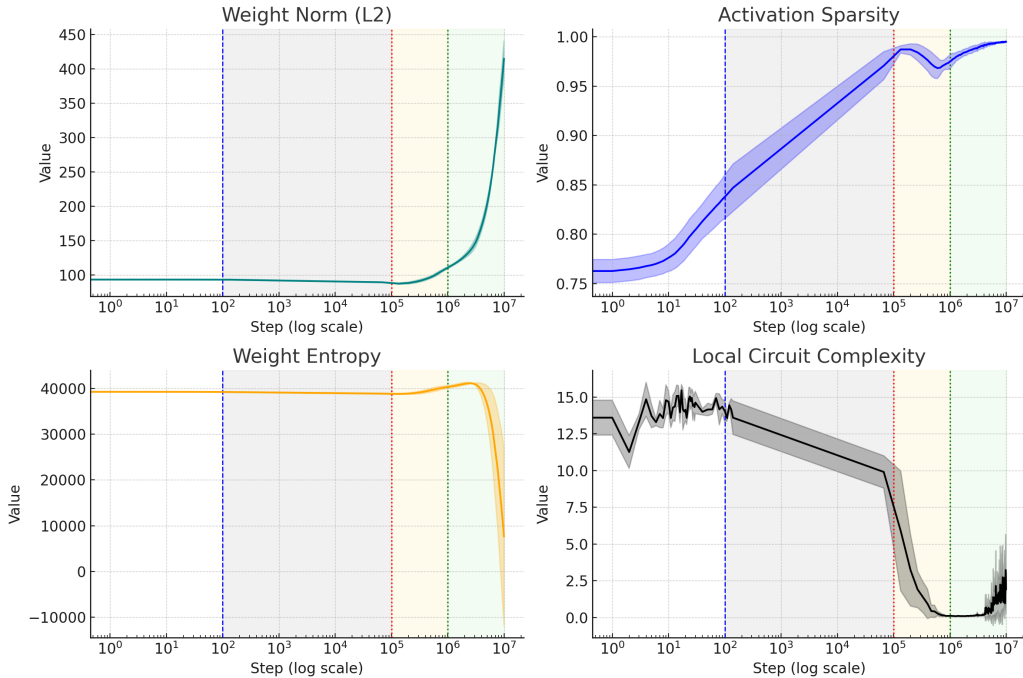 Weight Norm (L2)
450
400
350
300
250
200
150
100
Value
10⁰ 10¹ 10² 10³ 10⁴ 10⁵ 10⁶ 10⁷
Step (log scale)
Activation Sparsity
1.00
0.95
0.90
0.85
0.80
0.75
Value
10⁰ 10¹ 10² 10³ 10⁴ 10⁵ 10⁶ 10⁷
Step (log scale)
Weight Entropy
40000
30000
20000
10000
0
−10000
Value
10⁰ 10¹ 10² 10³ 10⁴ 10⁵ 10⁶ 10⁷
Step (log scale)
Local Circuit Complexity
15.0
12.5
10.0
7.5
5.0
2.5
0.0
Value
10⁰ 10¹ 10² 10³ 10⁴ 10⁵ 10⁶ 10⁷
Step (log scale)